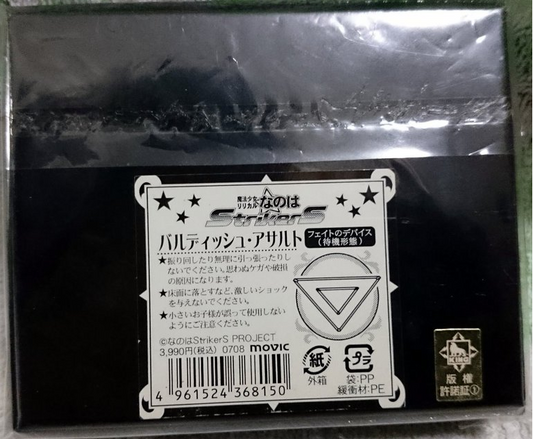 魔法少女
リリカル なのは
StrikerS
バルディッシュ・アサルト
フェイトのデバイス
(待機形態)
★振り回したり無理に引っ張ったりし
ないでください。思わぬケガや破損
の原因になります。
★床面に落とすなど、激しいショック
を与えないでください。
★小さいお子様が誤って使用しない
ようにご注意ください。
©なのはStrikerS PROJECT
3,990円(税込) 0708 movic
4 961524 368150
紙
外箱
プラ
袋:PP
緩衝材:PE
KING
版権
許諾証①